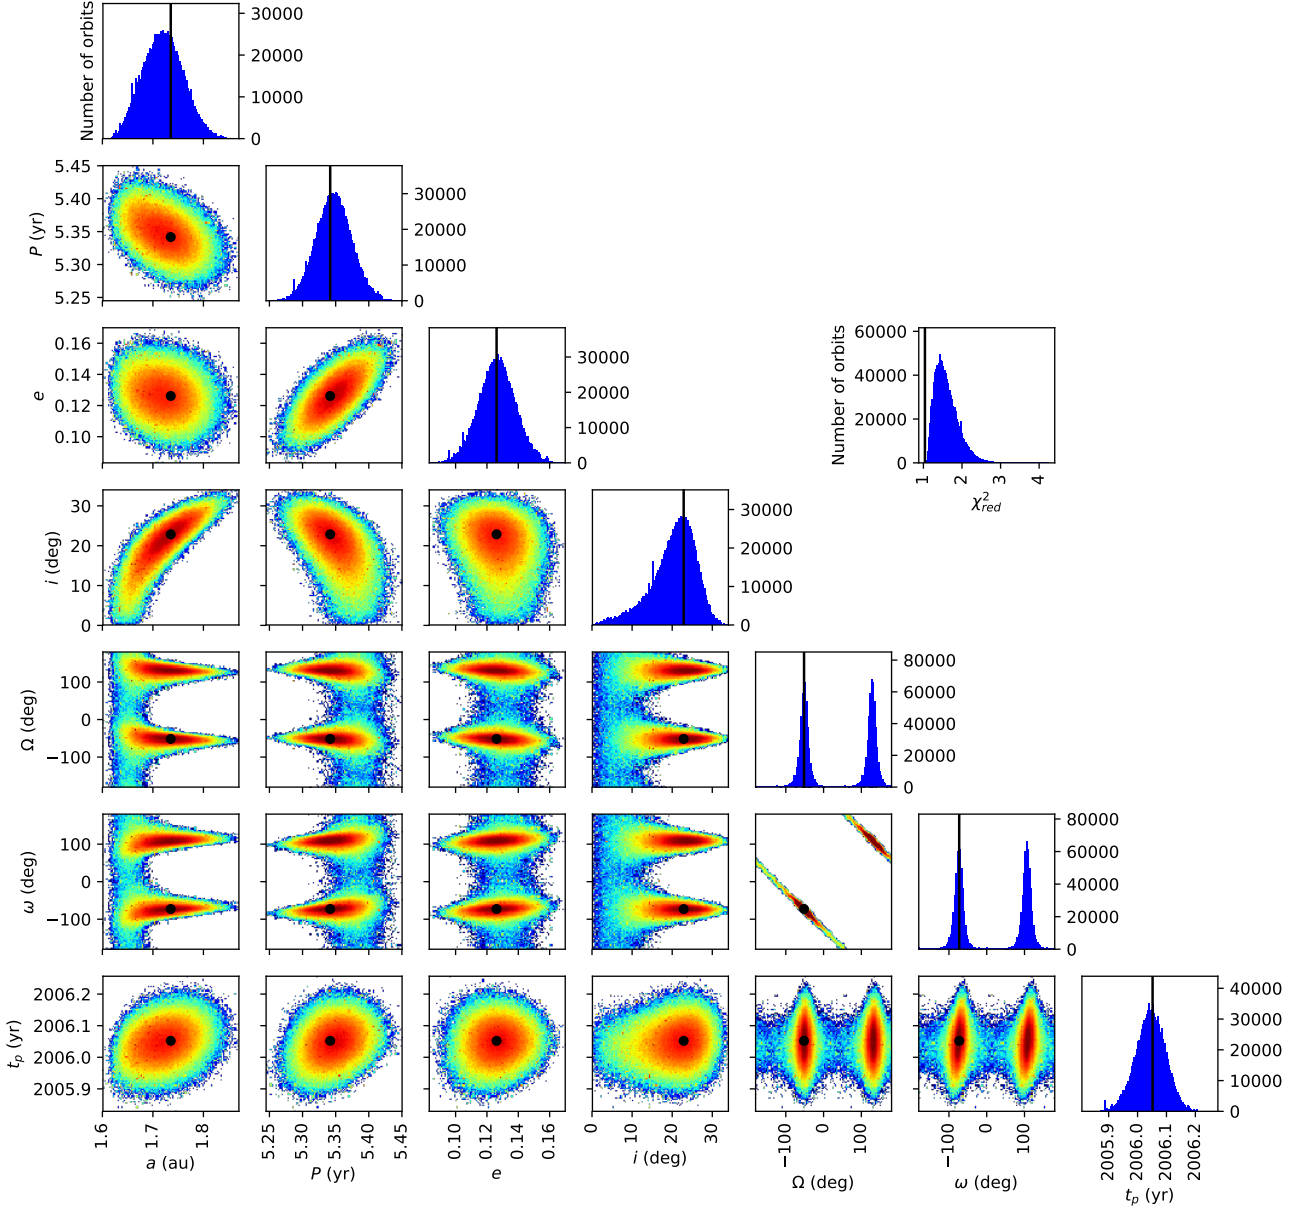 Number of orbits
30000
20000
10000
0
P (yr)
5.45
5.40
5.35
5.30
5.25
30000
20000
10000
0
e
0.16
0.14
0.12
0.10
30000
20000
10000
0
Number of orbits
60000
40000
20000
0
1 2 3 4
χ²red
i (deg)
30
20
10
0
30000
20000
10000
0
Ω (deg)
100
0
−100
80000
60000
40000
20000
0
ω (deg)
100
0
−100
80000
60000
40000
20000
0
tp (yr)
2006.2
2006.1
2006.0
2005.9
40000
30000
20000
10000
0
1.6 1.7 1.8
a (au)
5.25 5.30 5.35 5.40 5.45
P (yr)
0.10 0.12 0.14 0.16
e
0 10 20 30
i (deg)
−100 0 100
Ω (deg)
−100 0 100
ω (deg)
2005.9 2006.0 2006.1 2006.2
tp (yr)